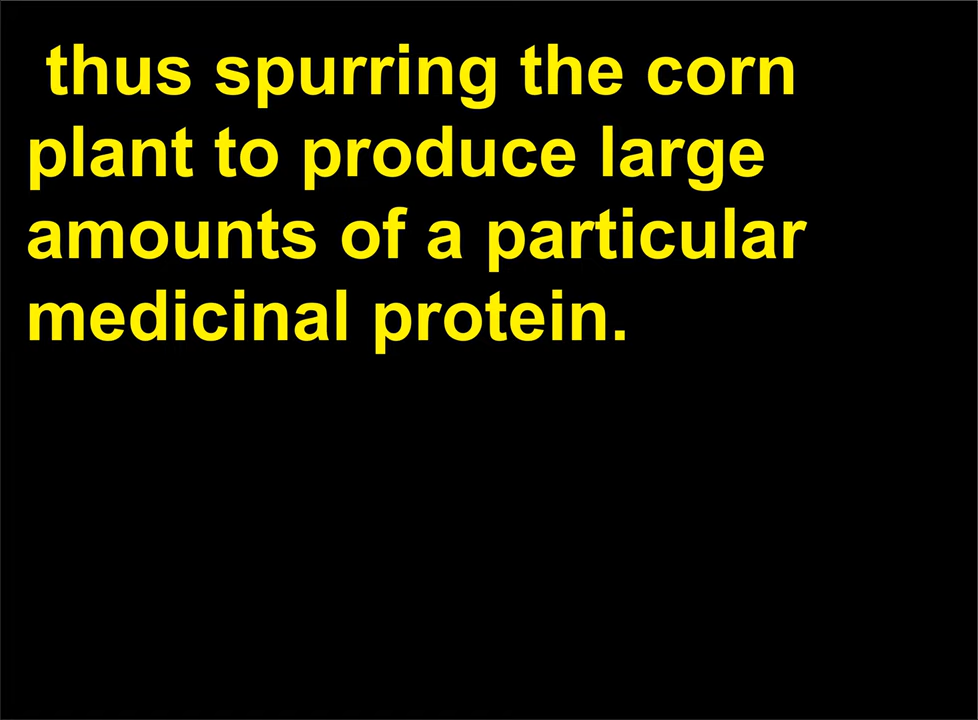 thus spurring the corn
plant to produce large
amounts of a particular
medicinal protein.